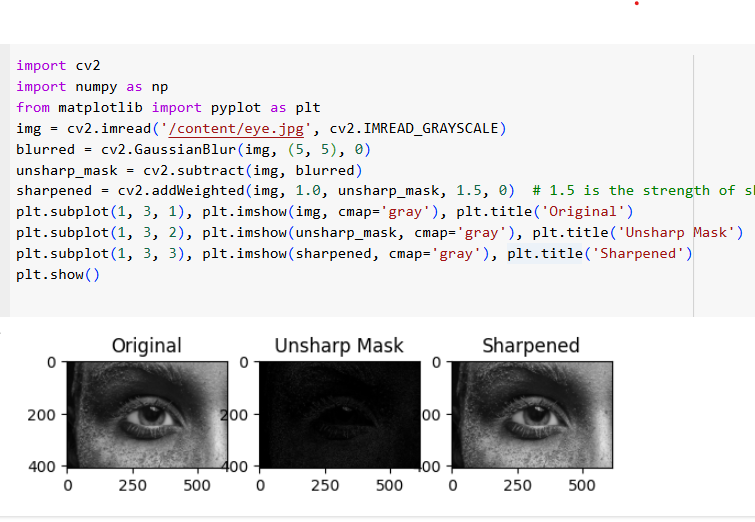 import cv2
import numpy as np
from matplotlib import pyplot as plt
img = cv2.imread('/content/eye.jpg', cv2.IMREAD_GRAYSCALE)
blurred = cv2.GaussianBlur(img, (5, 5), 0)
unsharp_mask = cv2.subtract(img, blurred)
sharpened = cv2.addWeighted(img, 1.0, unsharp_mask, 1.5, 0)  # 1.5 is the strength of
plt.subplot(1, 3, 1), plt.imshow(img, cmap='gray'), plt.title('Original')
plt.subplot(1, 3, 2), plt.imshow(unsharp_mask, cmap='gray'), plt.title('Unsharp Mask')
plt.subplot(1, 3, 3), plt.imshow(sharpened, cmap='gray'), plt.title('Sharpened')
plt.show()
Original Unsharp Mask Sharpened
0 0 0
200 200 00
400 400 00
0 250 500 0 250 500 0 250 500